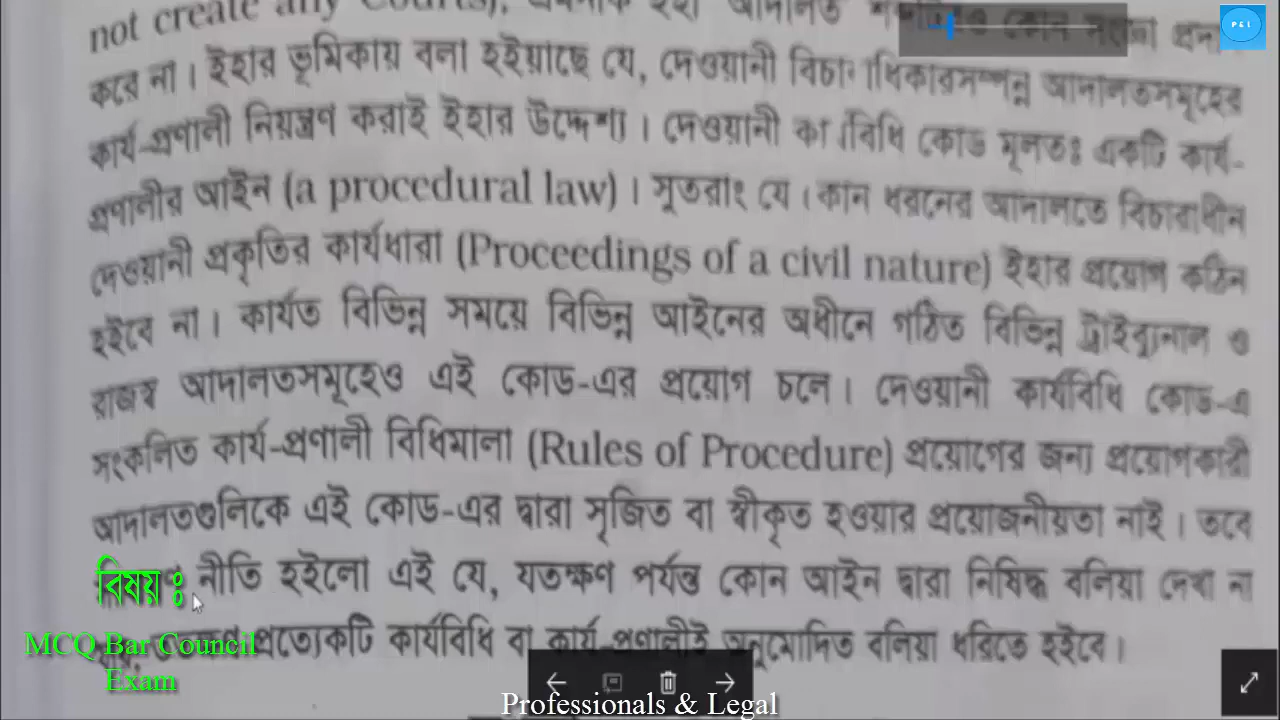 not create any Courts), আদালত কোন
করে না। ইহার ভূমিকায় বলা হইয়াছে যে, দেওয়ানী আদালতসমূহের
কার্য-প্রণালী নিয়ন্ত্রণ করাই ইহার উদ্দেশ্য। দেওয়ানী কোড মূলতঃ একটি কার্য-
প্রণালীর আইন (a procedural law)। সুতরাং যে কোন ধরনের আদালতে বিচারাধীন
দেওয়ানী প্রকৃতির কার্যধারা (Proceedings of a civil nature) ইহার প্রয়োগ কঠিন
হইবে না। কার্যত বিভিন্ন সময়ে বিভিন্ন আইনের অধীনে গঠিত বিভিন্ন ট্রাইব্যুনাল ও
রাজস্ব আদালতসমূহেও এই কোড-এর প্রয়োগ চলে। দেওয়ানী কার্যবিধি কোড-এ
সংকলিত কার্য-প্রণালী বিধিমালা (Rules of Procedure) প্রয়োগের জন্য প্রয়োগকারী
আদালতগুলিকে এই কোড-এর দ্বারা সৃজিত বা স্বীকৃত হওয়ার প্রয়োজনীয়তা নাই। তবে
নীতি হইলো এই যে, যতক্ষণ পর্যন্ত কোন আইন দ্বারা নিষিদ্ধ বলিয়া দেখা না
প্রত্যেকটি কার্যবিধি বা কার্য-প্রণালীই অনুমোদিত বলিয়া ধরিতে হইবে।
বিষয়ঃ
MCQ Bar Council
Exam
Professionals & Legal
P & L